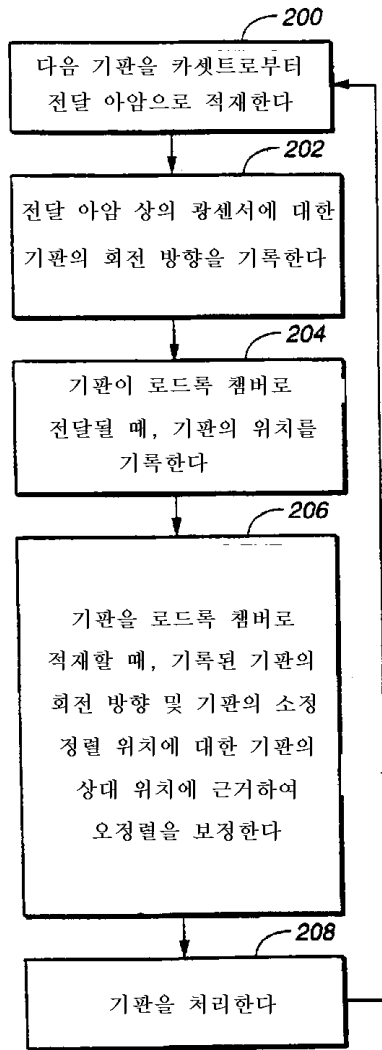 200
다음 기판을 카셋트로부터
전달 아암으로 적재한다
202
전달 아암 상의 광센서에 대한
기판의 회전 방향을 기록한다
204
기판이 로드록 챔버로
전달될 때, 기판의 위치를
기록한다
206
기판을 로드록 챔버로
적재할 때, 기록된 기판의
회전 방향 및 기판의 소정
정렬 위치에 대한 기판의
상대 위치에 근거하여
오정렬을 보정한다
208
기판을 처리한다